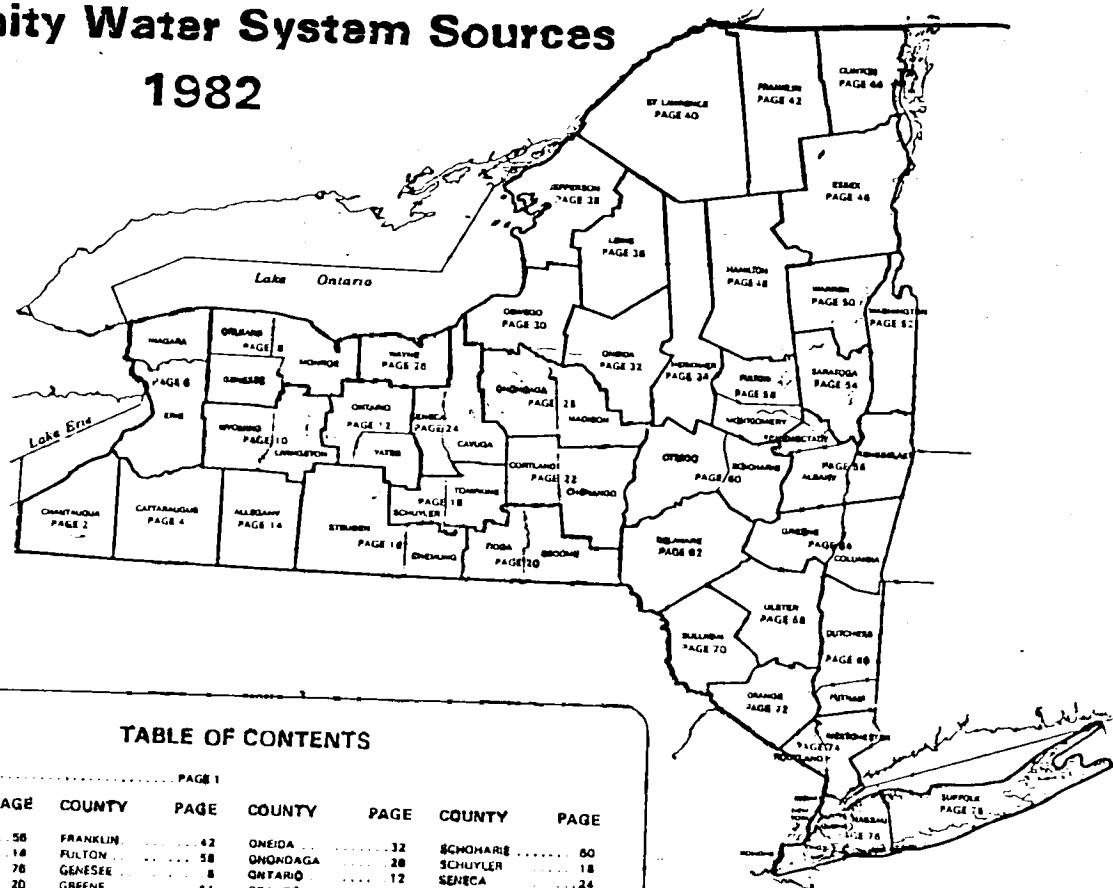 nity Water System Sources
1982
CLINTON
PAGE 44
FRANKLIN
PAGE 42
ST LAWRENCE
PAGE 40
ESSEX
PAGE 46
JEFFERSON
PAGE 38
LEWIS
PAGE 36
HAMILTON
PAGE 48
WARREN
PAGE 50
WASHINGTON
PAGE 52
Lake Ontario
OSWEGO
PAGE 30
ONEIDA
PAGE 32
HERKIMER
PAGE 34
FULTON
PAGE 58
SARATOGA
PAGE 54
NIAGARA
ORLEANS
PAGE 8
MONROE
WAYNE
PAGE 26
PAGE 6
GENESEE
ONONDAGA
PAGE 28
MADISON
MONTGOMERY
SCHENECTADY
Lake Erie
ERIE
WYOMING
PAGE 10
LIVINGSTON
ONTARIO
PAGE 12
YATES
SENECA
PAGE 24
CAYUGA
CORTLAND
PAGE 22
CHENANGO
OTSEGO
PAGE 60
SCHOHARIE
ALBANY
PAGE 56
RENSSELAER
CHAUTAUQUA
PAGE 2
CATTARAUGUS
PAGE 4
ALLEGANY
PAGE 14
STEUBEN
PAGE 16
PAGE 18
SCHUYLER
TOMPKINS
CHEMUNG
TIOGA
PAGE 20
BROOME
DELAWARE
PAGE 62
GREENE
PAGE 64
COLUMBIA
ULSTER
PAGE 68
DUTCHESS
PAGE 66
SULLIVAN
PAGE 70
ORANGE
PAGE 72
PUTNAM
WESTCHESTER
PAGE 74
ROCKLAND
SUFFOLK
PAGE 78
NASSAU
PAGE 76
TABLE OF CONTENTS
PAGE 1
AGE COUNTY PAGE COUNTY PAGE COUNTY PAGE
56 FRANKLIN 42 ONEIDA 32 SCHOHARIE 60
14 FULTON 58 ONONDAGA 28 SCHUYLER 18
76 GENESEE 8 ONTARIO 12 SENECA 24
20 GREENE